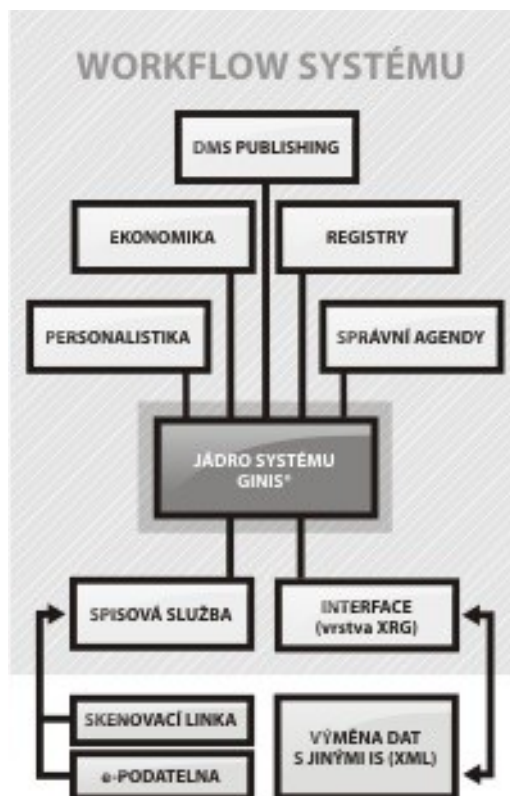 WORKFLOW SYSTÉMU
DMS PUBLISHING
EKONOMIKA
REGISTRY
PERSONALISTIKA
SPRÁVNÍ AGENDY
JÁDRO SYSTÉMU
GINIS®
SPISOVÁ SLUŽBA
INTERFACE
(vrstva XRG)
SKENOVACÍ LINKA
e-PODATELNA
VÝMĚNA DAT
S JINÝMI IS (XML)